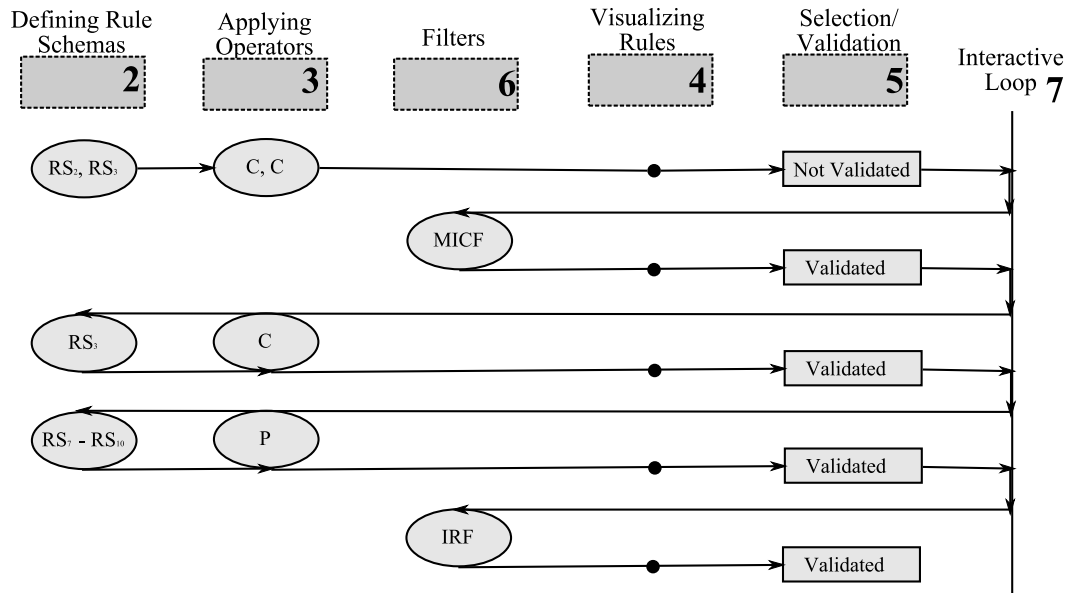 Defining Rule
Schemas
2
Applying
Operators
3
Filters
6
Visualizing
Rules
4
Selection/
Validation
5
Interactive
Loop 7
RS₂, RS₃
C, C
Not Validated
MICF
Validated
RS₃
C
Validated
RS₇ - RS₁₀
P
Validated
IRF
Validated